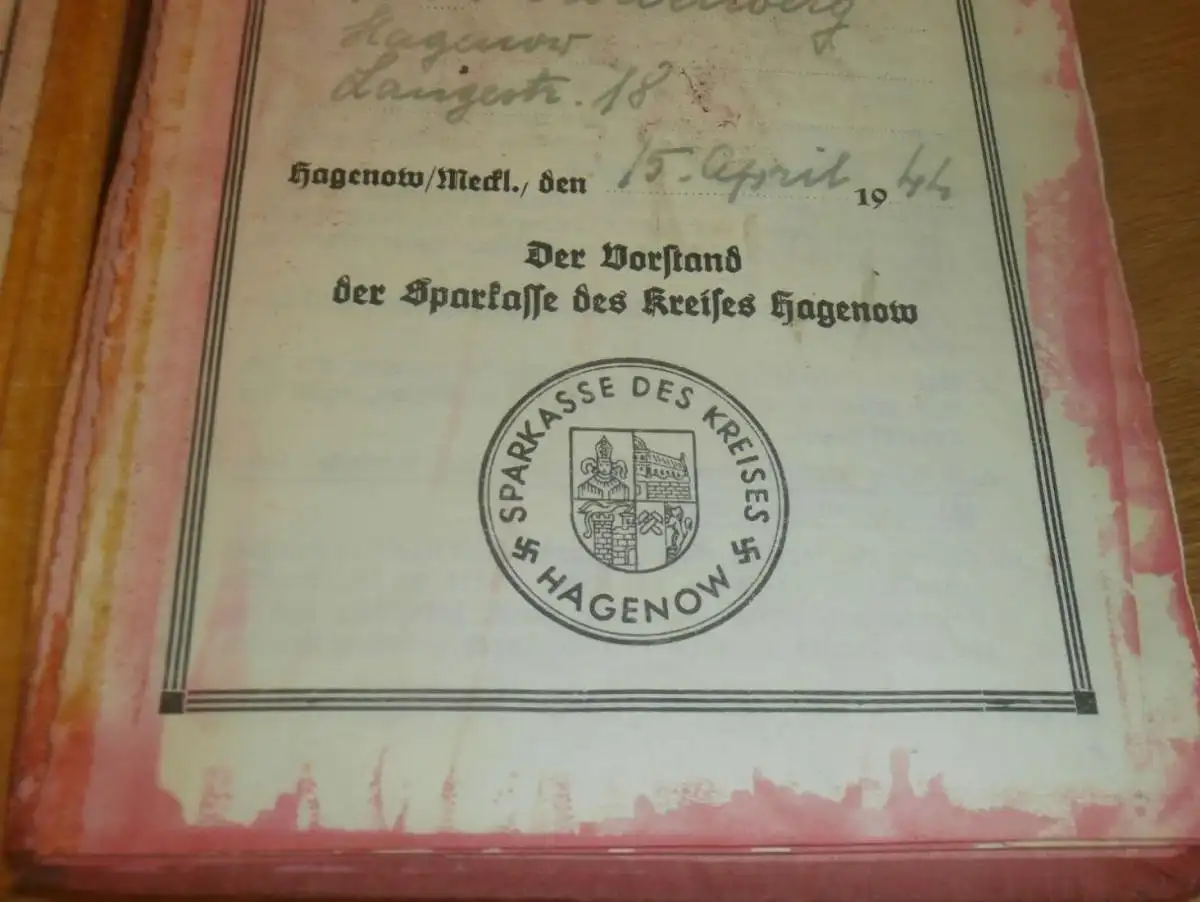 Hagenow
Langestr. 18
Hagenow/Meckl., den 15. April 1944
Der Vorstand
der Sparkasse des Kreises Hagenow
SPARKASSE DES KREISES
HAGENOW